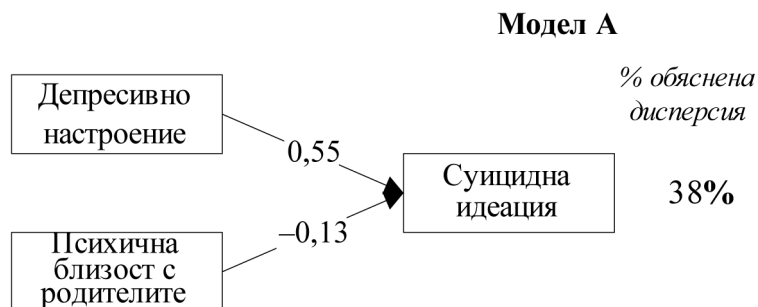 Модел А
% обяснена
дисперсия
Депресивно
настроение
0,55
Суицидна
идеация
38%
–0,13
Психична
близост с
родителите